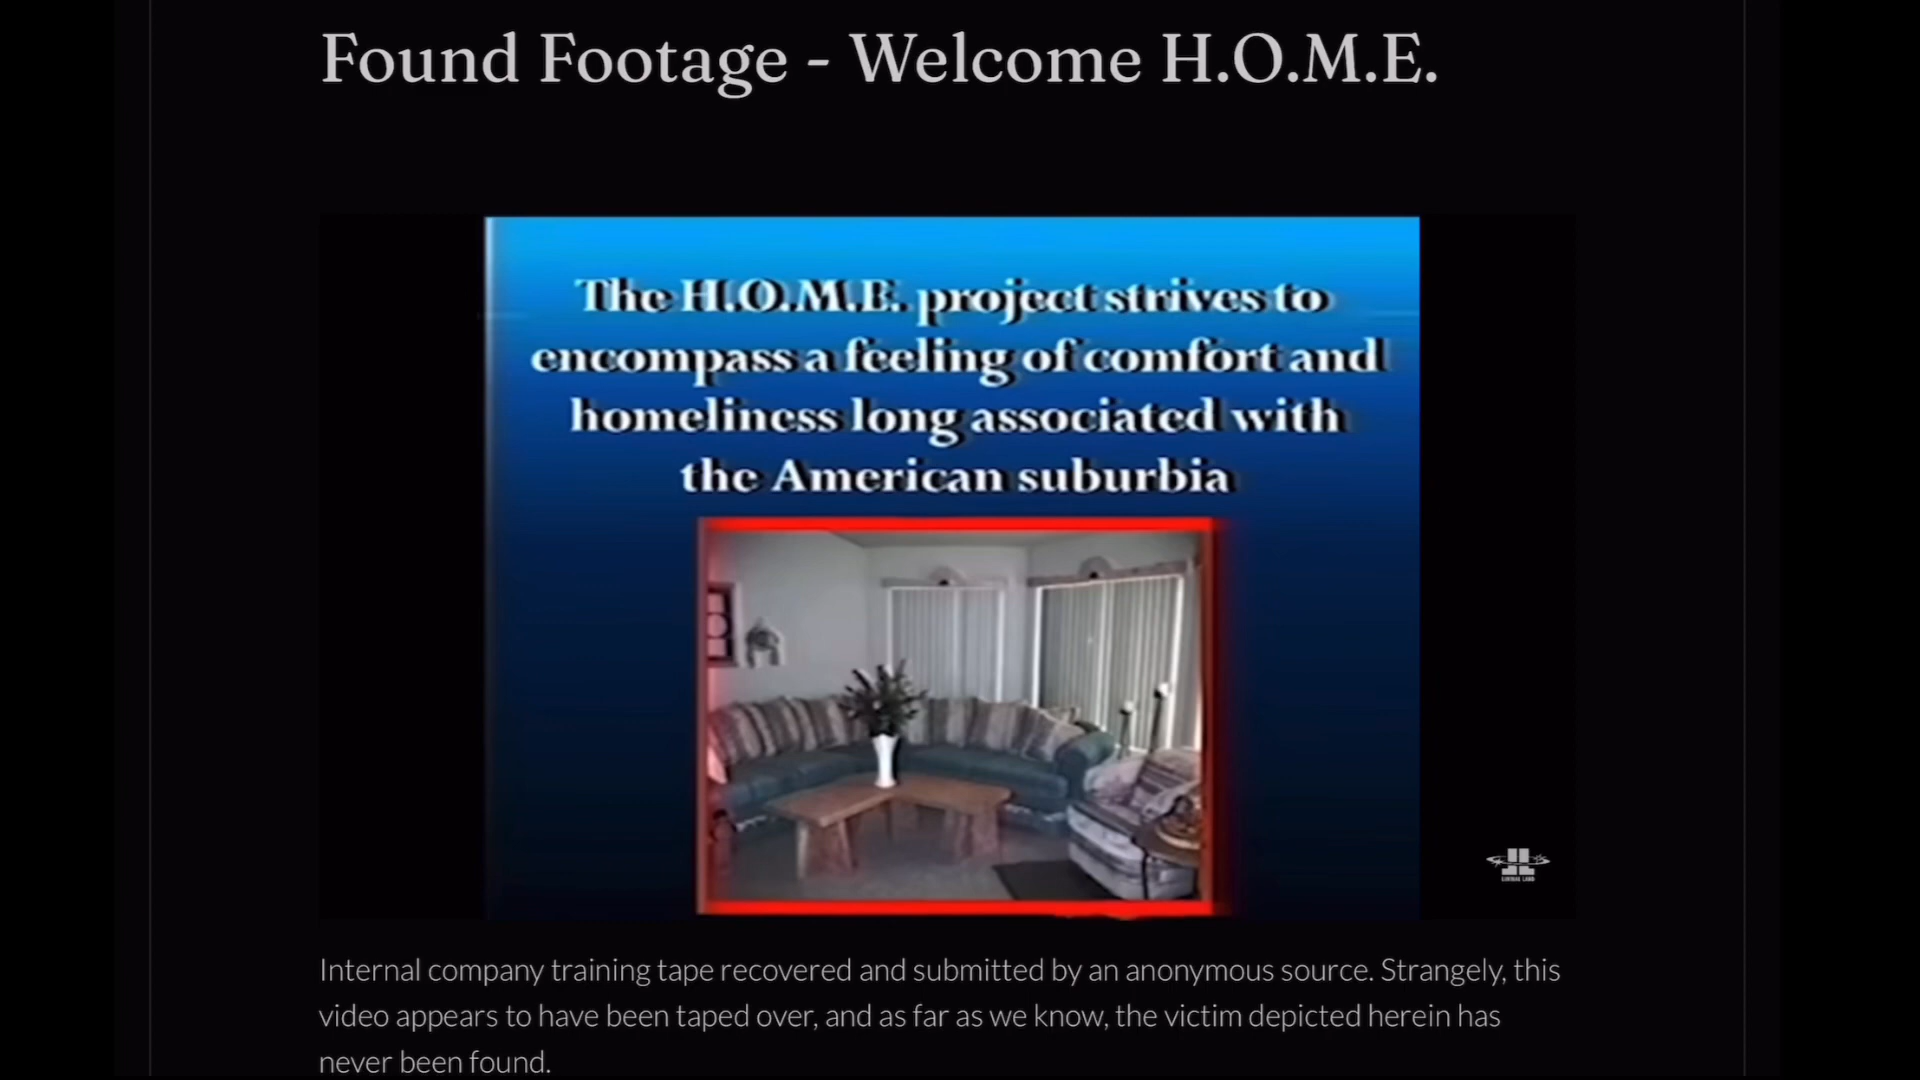 Found Footage - Welcome H.O.M.E.
The H.O.M.E. project strives to
encompass a feeling of comfort and
homeliness long associated with
the American suburbia
Internal company training tape recovered and submitted by an anonymous source. Strangely, this
video appears to have been taped over, and as far as we know, the victim depicted herein has
never been found.